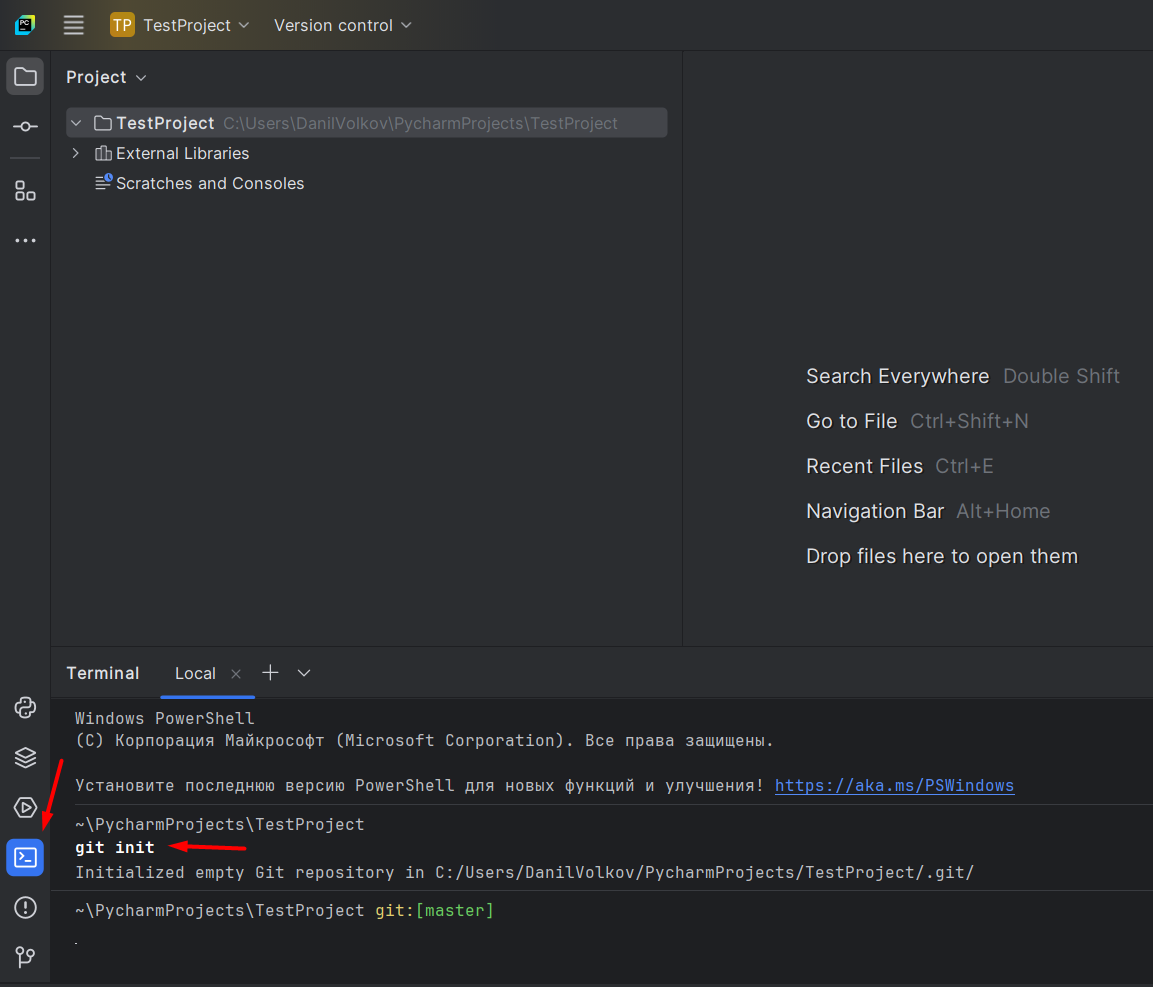 PC TP TestProject Version control
Project
TestProject C:\Users\DanilVolkov\PycharmProjects\TestProject
External Libraries
Scratches and Consoles
Search Everywhere Double Shift
Go to File Ctrl+Shift+N
Recent Files Ctrl+E
Navigation Bar Alt+Home
Drop files here to open them
Terminal Local
Windows PowerShell
(C) Корпорация Майкрософт (Microsoft Corporation). Все права защищены.
Установите последнюю версию PowerShell для новых функций и улучшения! https://aka.ms/PSWindows
~\PycharmProjects\TestProject
git init
Initialized empty Git repository in C:/Users/DanilVolkov/PycharmProjects/TestProject/.git/
~\PycharmProjects\TestProject git:[master]